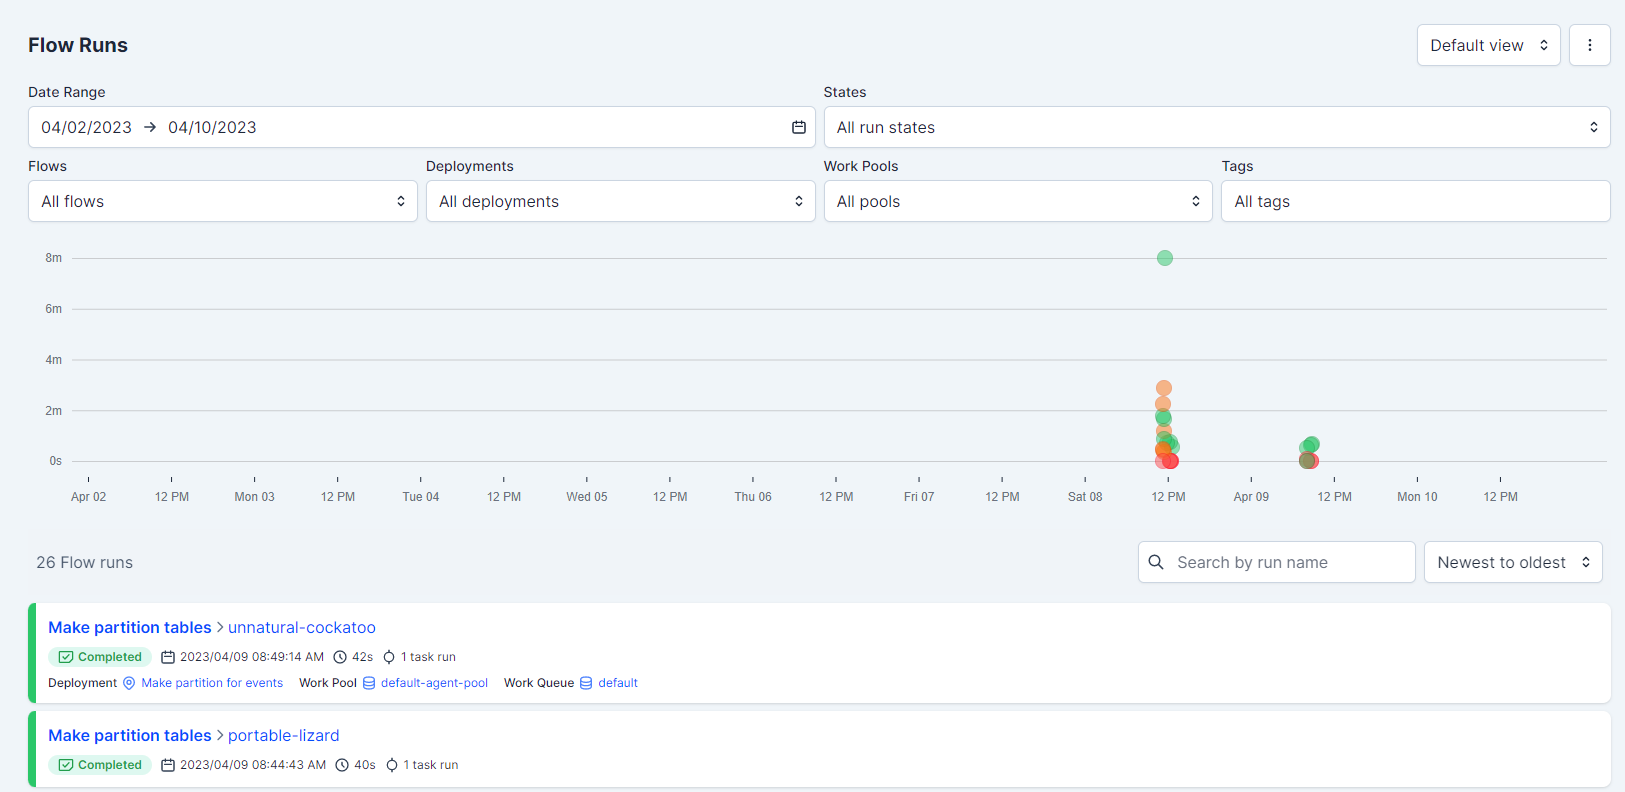 Flow Runs
Default view
Date Range
States
04/02/2023 → 04/10/2023
All run states
Flows
Deployments
Work Pools
Tags
All flows
All deployments
All pools
All tags
8m
6m
4m
2m
0s
Apr 02 12 PM Mon 03 12 PM Tue 04 12 PM Wed 05 12 PM Thu 06 12 PM Fri 07 12 PM Sat 08 12 PM Apr 09 12 PM Mon 10 12 PM
26 Flow runs
Search by run name
Newest to oldest
Make partition tables > unnatural-cockatoo
Completed 2023/04/09 08:49:14 AM 42s 1 task run
Deployment Make partition for events Work Pool default-agent-pool Work Queue default
Make partition tables > portable-lizard
Completed 2023/04/09 08:44:43 AM 40s 1 task run